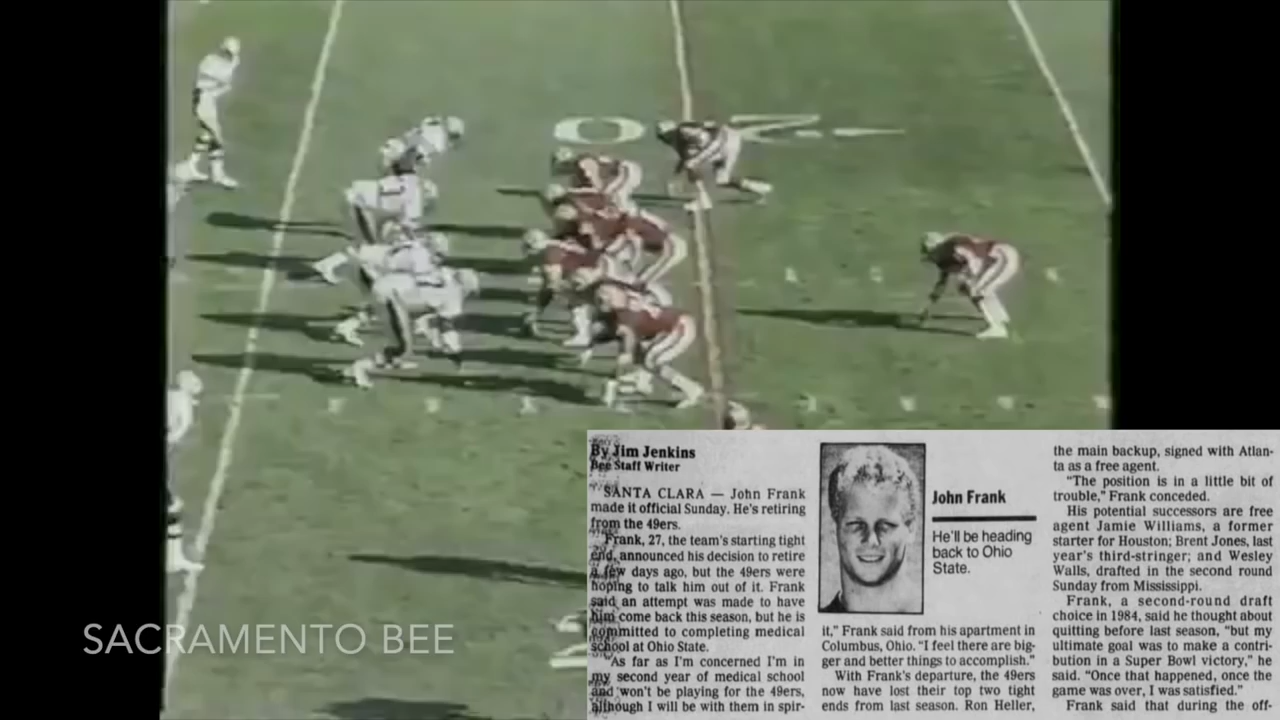 0 2
By Jim Jenkins
Bee Staff Writer
SANTA CLARA — John Frank
made it official Sunday. He's retiring
from the 49ers.
Frank, 27, the team's starting tight
end, announced his decision to retire
a few days ago, but the 49ers were
hoping to talk him out of it. Frank
said an attempt was made to have
him come back this season, but he is
committed to completing medical
school at Ohio State.
"As far as I'm concerned I'm in
my second year of medical school
and won't be playing for the 49ers,
although I will be with them in spir-
John Frank
He'll be heading
back to Ohio
State.
it," Frank said from his apartment in
Columbus, Ohio. "I feel there are big-
ger and better things to accomplish."
With Frank's departure, the 49ers
now have lost their top two tight
ends from last season. Ron Heller,
the main backup, signed with Atlan-
ta as a free agent.
"The position is in a little bit of
trouble," Frank conceded.
His potential successors are free
agent Jamie Williams, a former
starter for Houston; Brent Jones, last
year's third-stringer; and Wesley
Walls, drafted in the second round
Sunday from Mississippi.
Frank, a second-round draft
choice in 1984, said he thought about
quitting before last season, "but my
ultimate goal was to make a contri-
bution in a Super Bowl victory," he
said. "Once that happened, once the
game was over, I was satisfied."
Frank said that during the off-
SACRAMENTO BEE